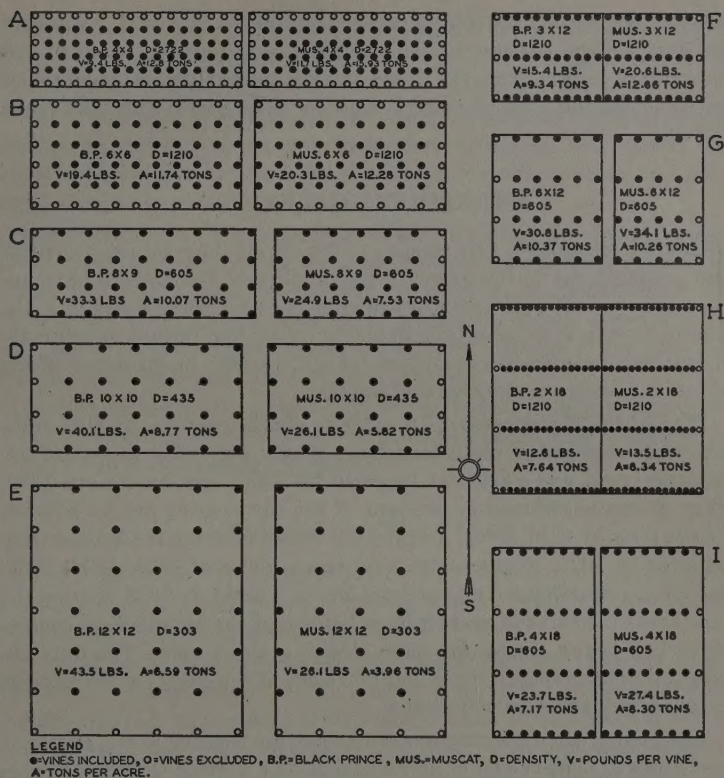 A
B.P. 4X4 D=2722
V=9.4 LBS. A=12.8 TONS
MUS. 4X4 D=2722
V=11.7 LBS. A=15.93 TONS
B
B.P. 6X6 D=1210
V=19.4 LBS. A=11.74 TONS
MUS. 6X6 D=1210
V=20.3 LBS. A=12.28 TONS
C
B.P. 8X9 D=605
V=33.3 LBS A=10.07 TONS
MUS. 8X9 D=605
V=24.9 LBS A=7.53 TONS
D
B.P. 10X10 D=435
V=40.1 LBS. A=8.77 TONS
MUS. 10X10 D=435
V=26.1 LBS A=5.82 TONS
E
B.P. 12X12 D=303
V=43.5 LBS. A=6.59 TONS
MUS. 12X12 D=303
V=26.1 LBS A=3.96 TONS
N
S
F
B.P. 3X12
D=1210
V=15.4 LBS.
A=9.34 TONS
MUS. 3X12
D=1210
V=20.6 LBS.
A=12.66 TONS
G
B.P. 6X12
D=605
V=30.8 LBS.
A=10.37 TONS
MUS. 6X12
D=605
V=34.1 LBS.
A=10.26 TONS
H
B.P. 2X18
D=1210
V=12.6 LBS.
A=7.64 TONS
MUS. 2X18
D=1210
V=13.5 LBS.
A=8.34 TONS
I
B.P. 4X18
D=605
V=23.7 LBS.
A=7.17 TONS
MUS. 4X18
D=605
V=27.4 LBS.
A=8.30 TONS
LEGEND
●=VINES INCLUDED, O=VINES EXCLUDED, B.P.=BLACK PRINCE, MUS.=MUSCAT, D=DENSITY, V=POUNDS PER VINE,
A=TONS PER ACRE.